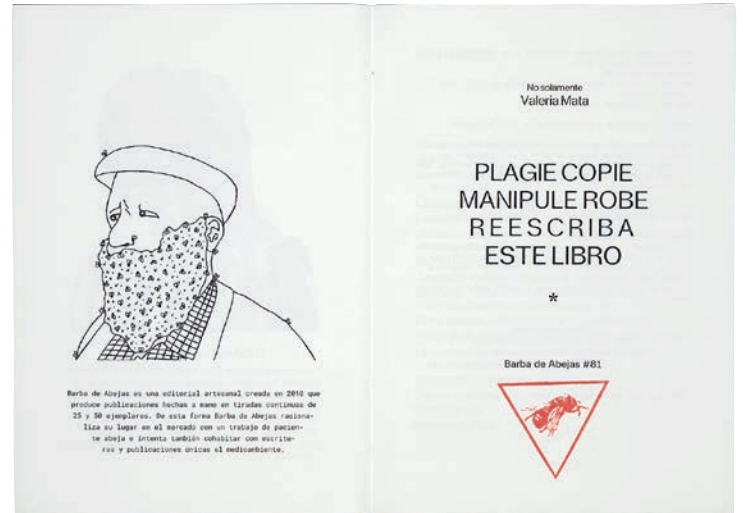 Barba de Abejas es una editorial artesanal creada en 2010 que
produce publicaciones hechas a mano en tiradas continuas de
25 y 50 ejemplares. De esta forma Barba de Abejas raciona-
liza su lugar en el mercado con un trabajo de pacien-
te abeja e intenta también cohabitar con escrito-
ras y publicaciones únicas el medioambiente.
No solamente
Valeria Mata
PLAGIE COPIE
MANIPULE ROBE
REESCRIBA
ESTE LIBRO
*
Barba de Abejas #81